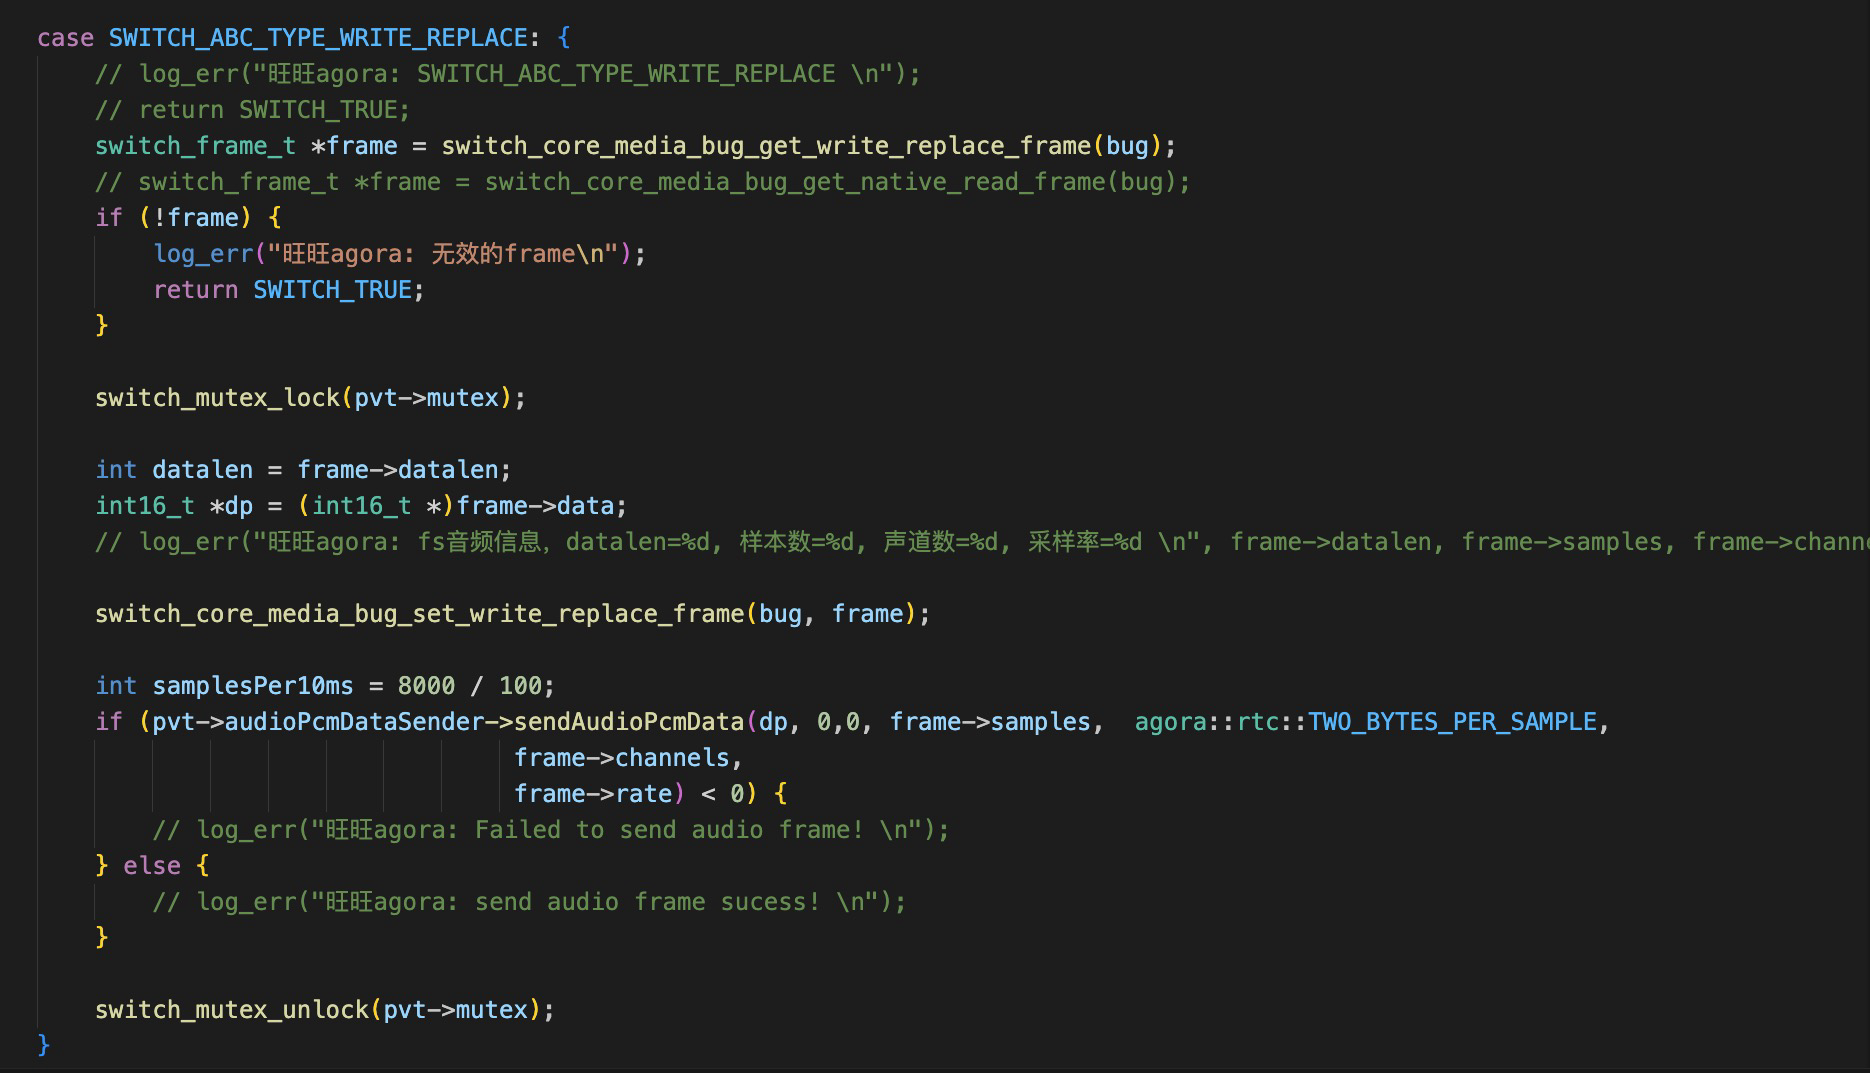 case SWITCH_ABC_TYPE_WRITE_REPLACE: {
// log_err("旺旺agora: SWITCH_ABC_TYPE_WRITE_REPLACE \n");
// return SWITCH_TRUE;
switch_frame_t *frame = switch_core_media_bug_get_write_replace_frame(bug);
// switch_frame_t *frame = switch_core_media_bug_get_native_read_frame(bug);
if (!frame) {
log_err("旺旺agora: 无效的frame\n");
return SWITCH_TRUE;
}
switch_mutex_lock(pvt->mutex);
int datalen = frame->datalen;
int16_t *dp = (int16_t *)frame->data;
// log_err("旺旺agora: fs音频信息, datalen=%d, 样本数=%d, 声道数=%d, 采样率=%d \n", frame->datalen, frame->samples, frame->chann
switch_core_media_bug_set_write_replace_frame(bug, frame);
int samplesPer10ms = 8000 / 100;
if (pvt->audioPcmDataSender->sendAudioPcmData(dp, 0,0, frame->samples,  agora::rtc::TWO_BYTES_PER_SAMPLE,
frame->channels,
frame->rate) < 0) {
// log_err("旺旺agora: Failed to send audio frame! \n");
} else {
// log_err("旺旺agora: send audio frame sucess! \n");
}
switch_mutex_unlock(pvt->mutex);
}